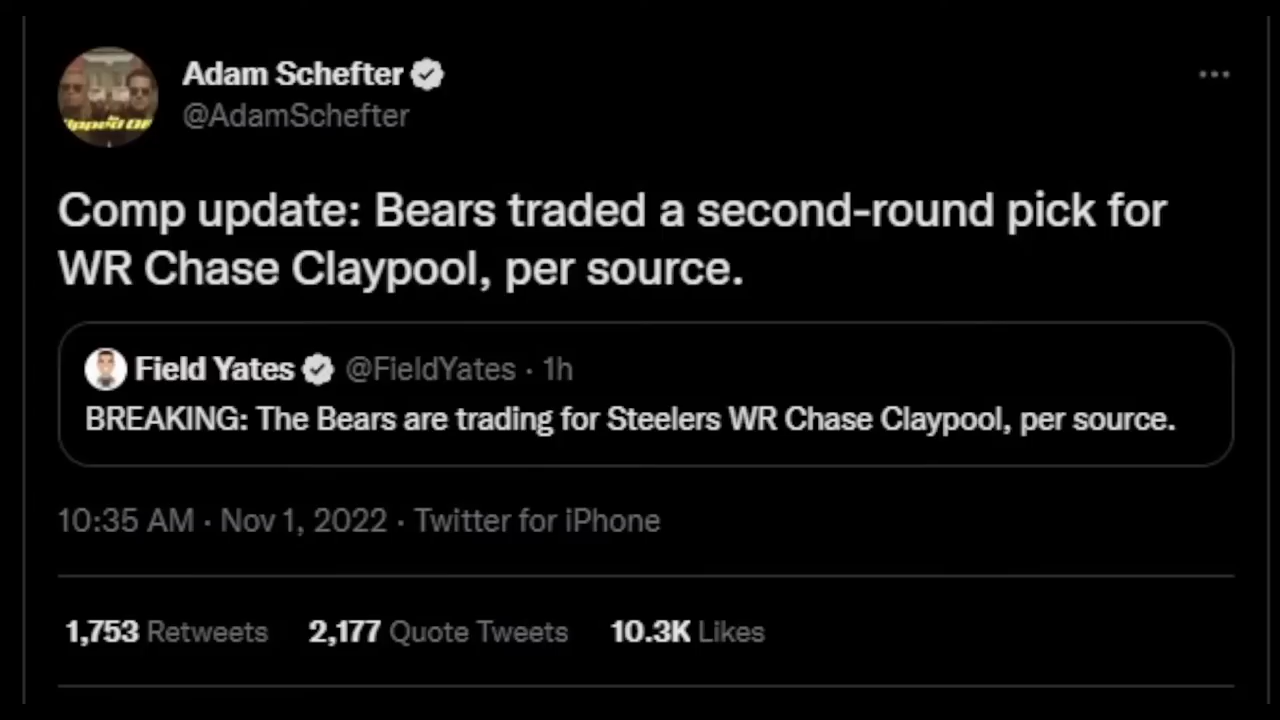 Adam Schefter
@AdamSchefter
Comp update: Bears traded a second-round pick for
WR Chase Claypool, per source.
Field Yates @FieldYates · 1h
BREAKING: The Bears are trading for Steelers WR Chase Claypool, per source.
10:35 AM · Nov 1, 2022 · Twitter for iPhone
1,753 Retweets 2,177 Quote Tweets 10.3K Likes